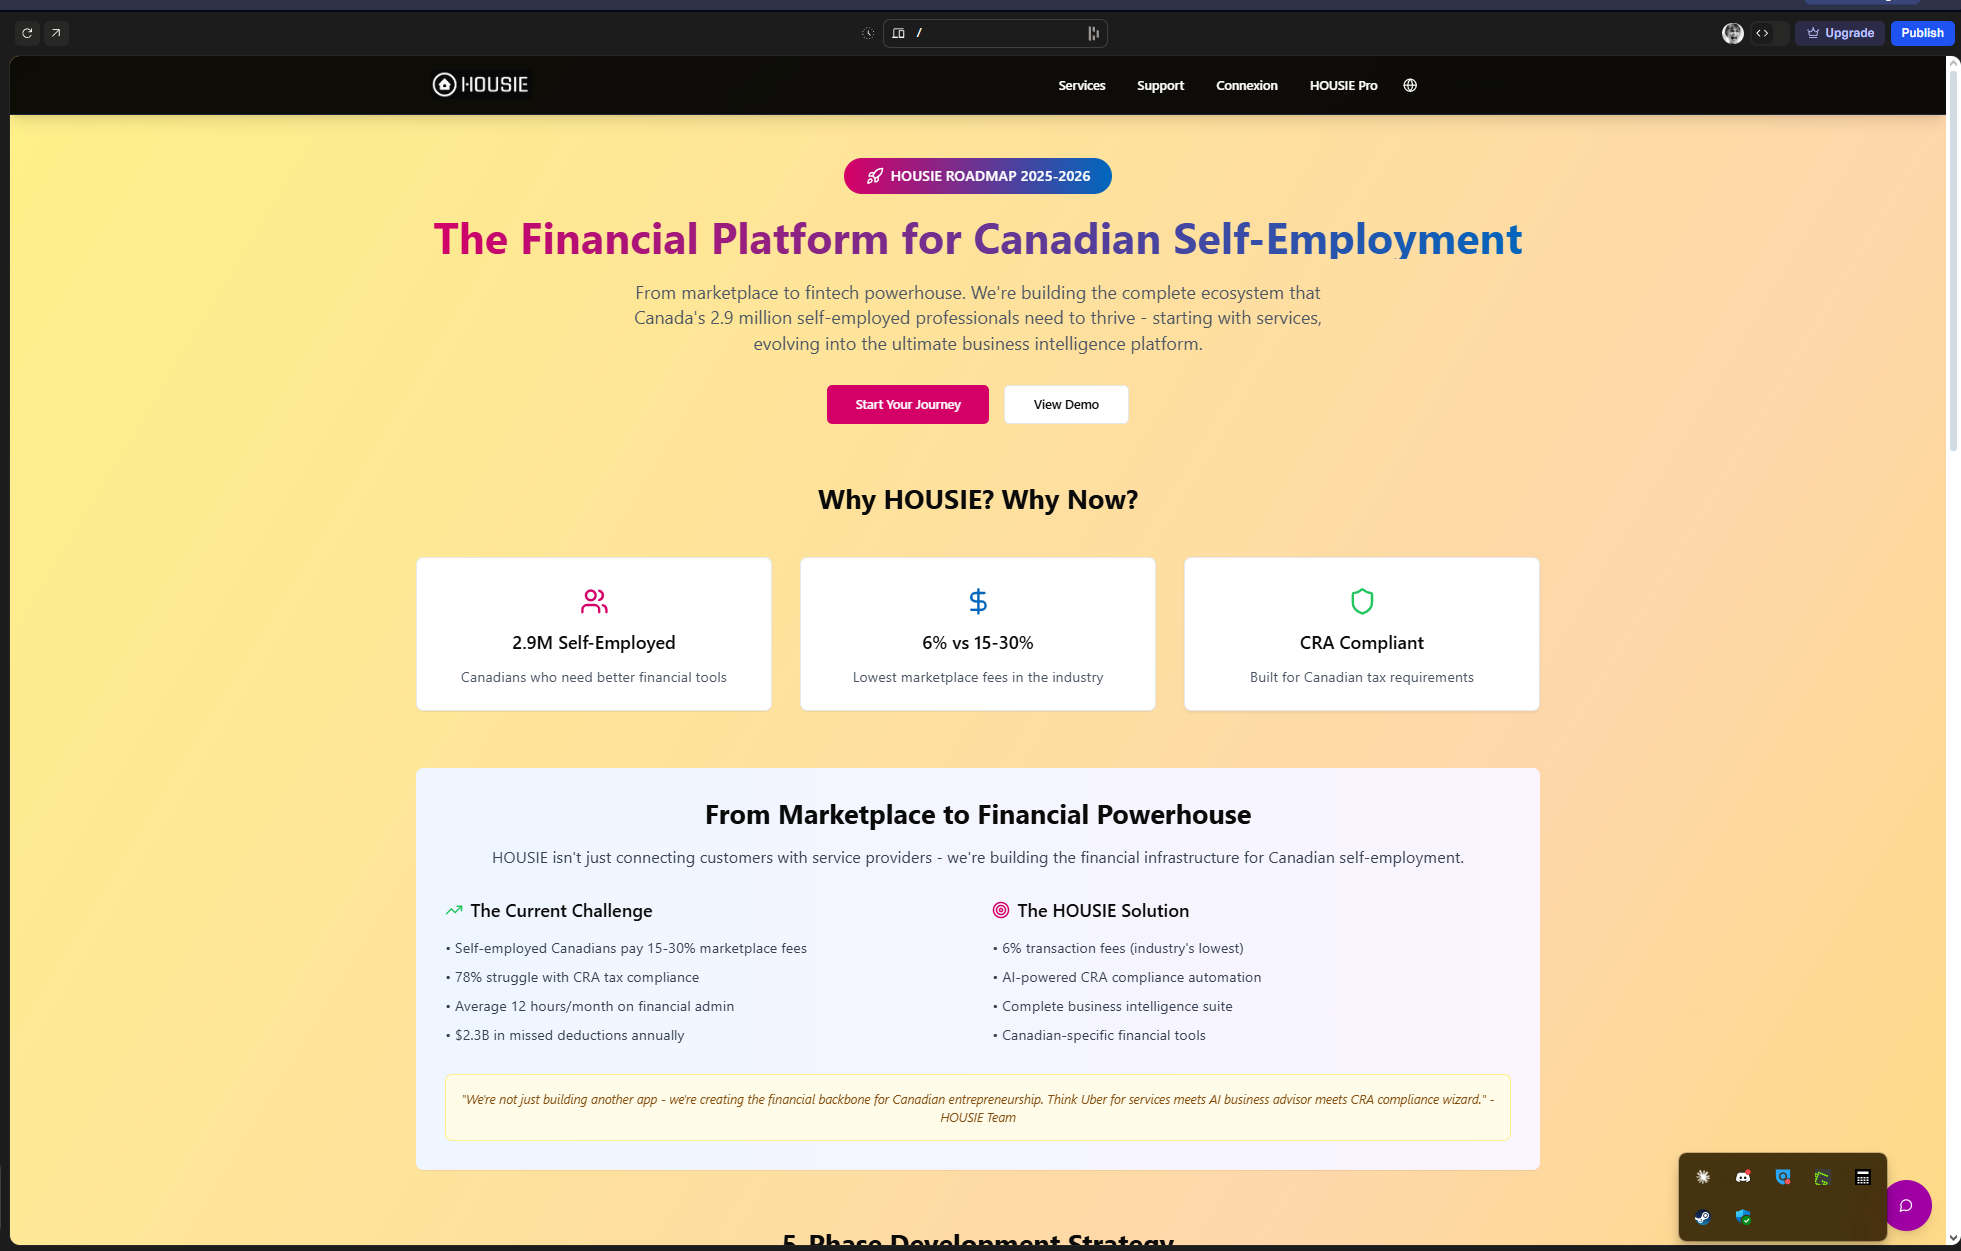 /
Upgrade
Publish
HOUSIE
Services
Support
Connexion
HOUSIE Pro
HOUSIE ROADMAP 2025-2026
The Financial Platform for Canadian Self-Employment
From marketplace to fintech powerhouse. We're building the complete ecosystem that
Canada's 2.9 million self-employed professionals need to thrive - starting with services,
evolving into the ultimate business intelligence platform.
Start Your Journey
View Demo
Why HOUSIE? Why Now?
2.9M Self-Employed
Canadians who need better financial tools
6% vs 15-30%
Lowest marketplace fees in the industry
CRA Compliant
Built for Canadian tax requirements
From Marketplace to Financial Powerhouse
HOUSIE isn't just connecting customers with service providers - we're building the financial infrastructure for Canadian self-employment.
The Current Challenge
• Self-employed Canadians pay 15-30% marketplace fees
• 78% struggle with CRA tax compliance
• Average 12 hours/month on financial admin
• $2.3B in missed deductions annually
The HOUSIE Solution
• 6% transaction fees (industry's lowest)
• AI-powered CRA compliance automation
• Complete business intelligence suite
• Canadian-specific financial tools
"We're not just building another app - we're creating the financial backbone for Canadian entrepreneurship. Think Uber for services meets AI business advisor meets CRA compliance wizard." -
HOUSIE Team
5-Phase Development Strategy